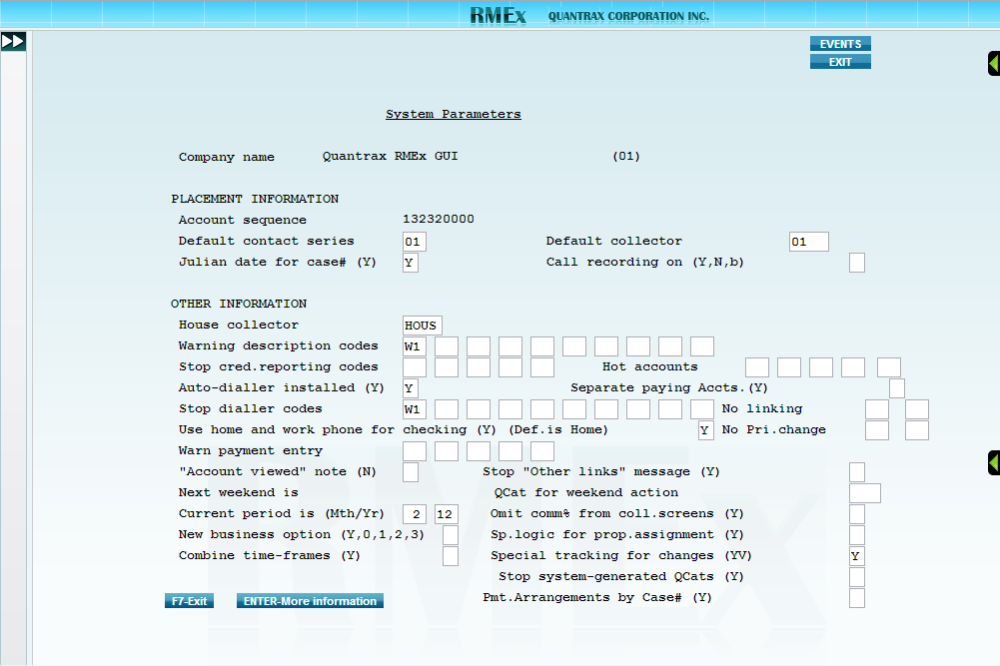 RMEx QUANTRAX CORPORATION INC.
EVENTS
EXIT
System Parameters
Company name Quantrax RMEx GUI (01)
PLACEMENT INFORMATION
Account sequence 132320000
Default contact series 01 Default collector 01
Julian date for case# (Y) Y Call recording on (Y,N,b)
OTHER INFORMATION
House collector HOUS
Warning description codes W1
Stop cred.reporting codes Hot accounts
Auto-dialler installed (Y) Y Separate paying Accts.(Y)
Stop dialler codes W1 No linking
Use home and work phone for checking (Y) (Def.is Home) Y No Pri.change
Warn payment entry
"Account viewed" note (N) Stop "Other links" message (Y)
Next weekend is QCat for weekend action
Current period is (Mth/Yr) 2 12 Omit comm% from coll.screens (Y)
New business option (Y,0,1,2,3) Sp.logic for prop.assignment (Y)
Combine time-frames (Y) Special tracking for changes (YV) Y
Stop system-generated QCats (Y)
F7-Exit ENTER-More information Pmt.Arrangements by Case# (Y)
RMEx